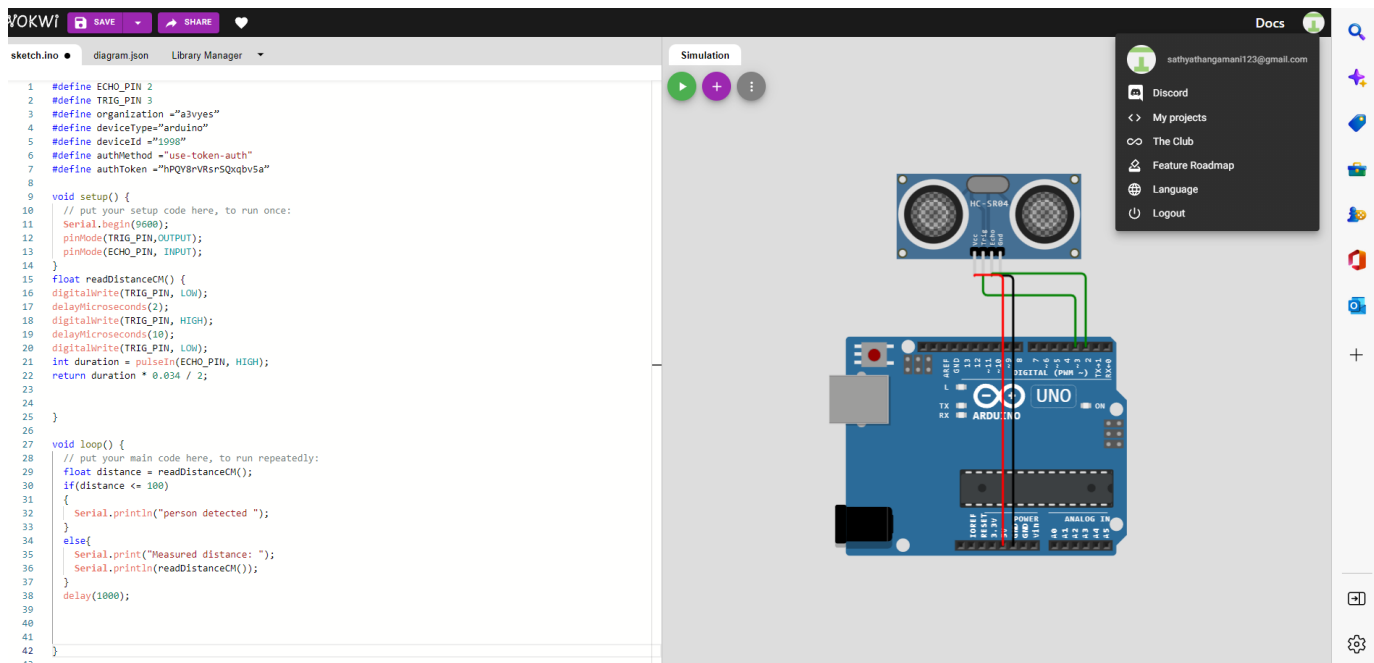 WOKWi SAVE SHARE Docs
sketch.ino diagram.json Library Manager
Simulation
sathyathangamani123@gmail.com
Discord
My projects
The Club
Feature Roadmap
Language
Logout
1 #define ECHO_PIN 2
2 #define TRIG_PIN 3
3 #define organization =”a3vyes”
4 #define deviceType=”arduino”
5 #define deviceId =”1998”
6 #define authMethod =”use-token-auth”
7 #define authToken =”hPQY8rVRsrSQxqbv5a”
8
9 void setup() {
10 // put your setup code here, to run once:
11 Serial.begin(9600);
12 pinMode(TRIG_PIN,OUTPUT);
13 pinMode(ECHO_PIN, INPUT);
14 }
15 float readDistanceCM() {
16 digitalWrite(TRIG_PIN, LOW);
17 delayMicroseconds(2);
18 digitalWrite(TRIG_PIN, HIGH);
19 delayMicroseconds(10);
20 digitalWrite(TRIG_PIN, LOW);
21 int duration = pulseIn(ECHO_PIN, HIGH);
22 return duration * 0.034 / 2;
23
24
25 }
26
27 void loop() {
28 // put your main code here, to run repeatedly:
29 float distance = readDistanceCM();
30 if(distance <= 100)
31 {
32 Serial.println("person detected ");
33 }
34 else{
35 Serial.print("Measured distance: ");
36 Serial.println(readDistanceCM());
37 }
38 delay(1000);
39
40
41
42 }
HC-SR04
Vcc Trig Echo Gnd
AREF GND 13 12 ~11 ~10 ~9 8 7 ~6 ~5 4 ~3 2 TX→1 RX←0
DIGITAL (PWM ~)
L
TX
RX
UNO
ARDUINO
ON
IOREF RESET 3.3V 5V GND GND Vin A0 A1 A2 A3 A4 A5
POWER
ANALOG IN